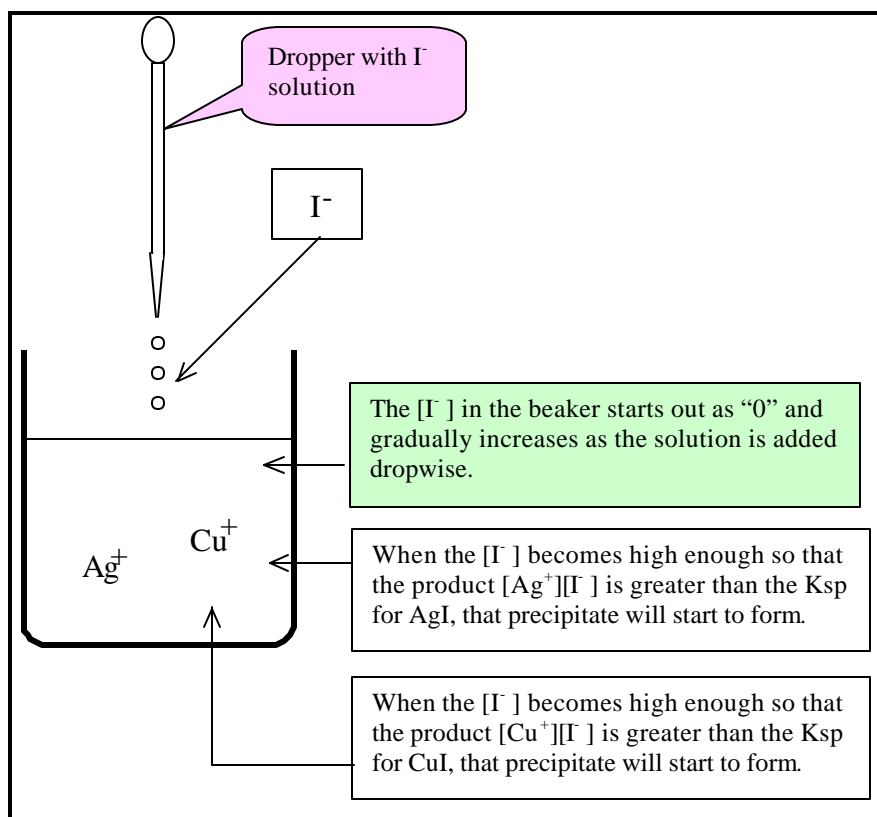 Dropper with I⁻
solution
I⁻
The [I⁻ ] in the beaker starts out as “0” and
gradually increases as the solution is added
dropwise.
Ag⁺
Cu⁺
When the [I⁻ ] becomes high enough so that
the product [Ag⁺][I⁻ ] is greater than the Ksp
for AgI, that precipitate will start to form.
When the [I⁻ ] becomes high enough so that
the product [Cu⁺][I⁻ ] is greater than the Ksp
for CuI, that precipitate will start to form.